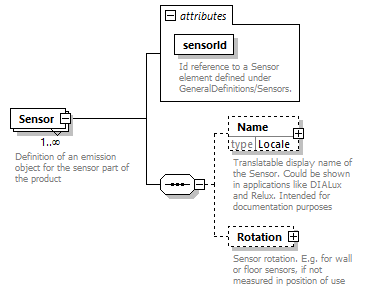 attributes
sensorId
Id reference to a Sensor
element defined under
GeneralDefinitions/Sensors.
Sensor
1..∞
Definition of an emission
object for the sensor part of
the product
Name
type Locale
Translatable display name of
the Sensor. Could be shown
in applications like DIALux
and Relux. Intended for
documentation purposes
Rotation
Sensor rotation. E.g. for wall
or floor sensors, if not
measured in position of use